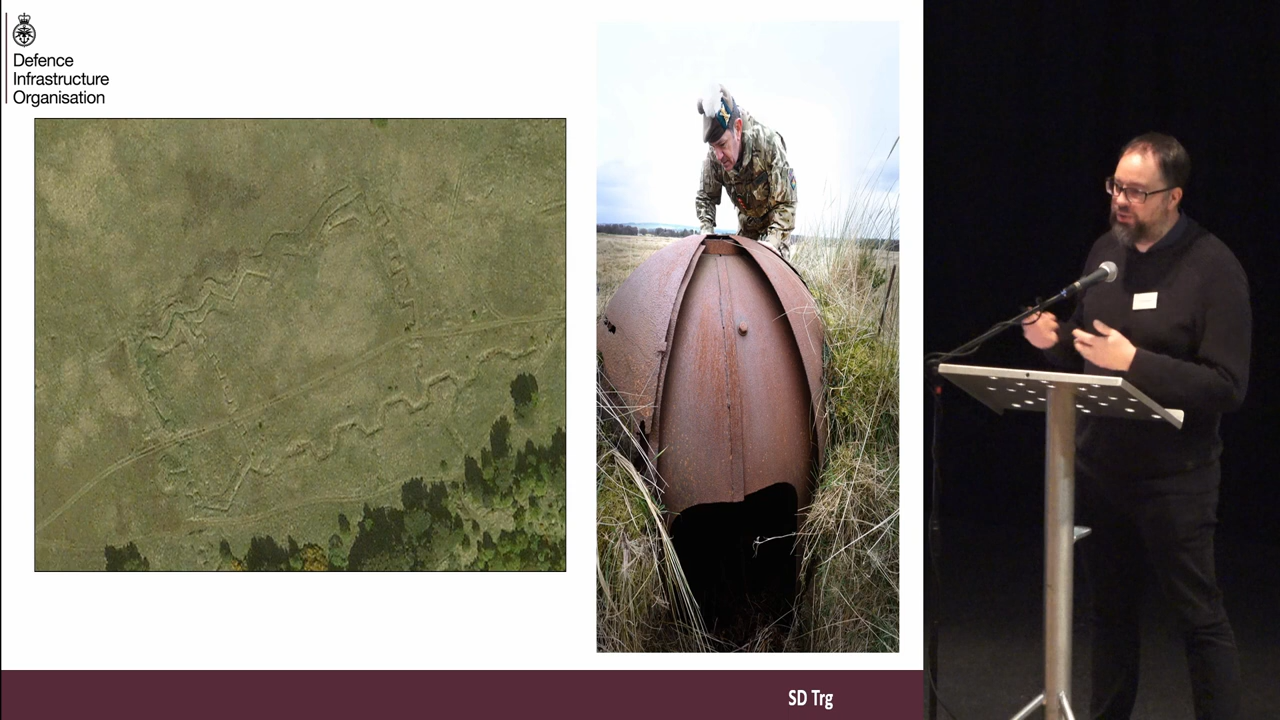 Defence
Infrastructure
Organisation
SD Trg